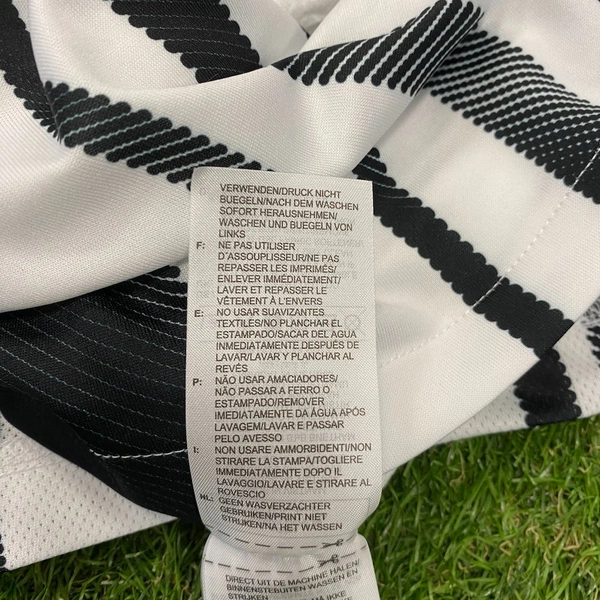 VERWENDEN/DRUCK NICHT
BUEGELN/NACH DEM WASCHEN
SOFORT HERAUSNEHMEN/
WASCHEN UND BUEGELN VON
LINKS
F: NE PAS UTILISER
D'ASSOUPLISSEUR/NE PAS
REPASSER LES IMPRIMÉS/
ENLEVER IMMÉDIATEMENT/
LAVER ET REPASSER LE
VÊTEMENT À L'ENVERS
E: NO USAR SUAVIZANTES
TEXTILES/NO PLANCHAR EL
ESTAMPADO/SACAR DEL AGUA
INMEDIATAMENTE DESPUÉS DE
LAVAR/LAVAR Y PLANCHAR AL
REVÉS
P: NÃO USAR AMACIADORES/
NÃO PASSAR A FERRO O
ESTAMPADO/REMOVER
IMEDIATAMENTE DA ÁGUA APÓS
LAVAGEM/LAVAR E PASSAR
PELO AVESSO
I: NON USARE AMMORBIDENTI/NON
STIRARE LA STAMPA/TOGLIERE
IMMEDIATAMENTE DOPO IL
LAVAGGIO/LAVARE E STIRARE AL
ROVESCIO
NL: GEEN WASVERZACHTER
GEBRUIKEN/PRINT NIET
STRIJKEN/NA HET WASSEN
DIRECT UIT DE MACHINE HALEN/
BINNENSTEBUITEN WASSEN EN